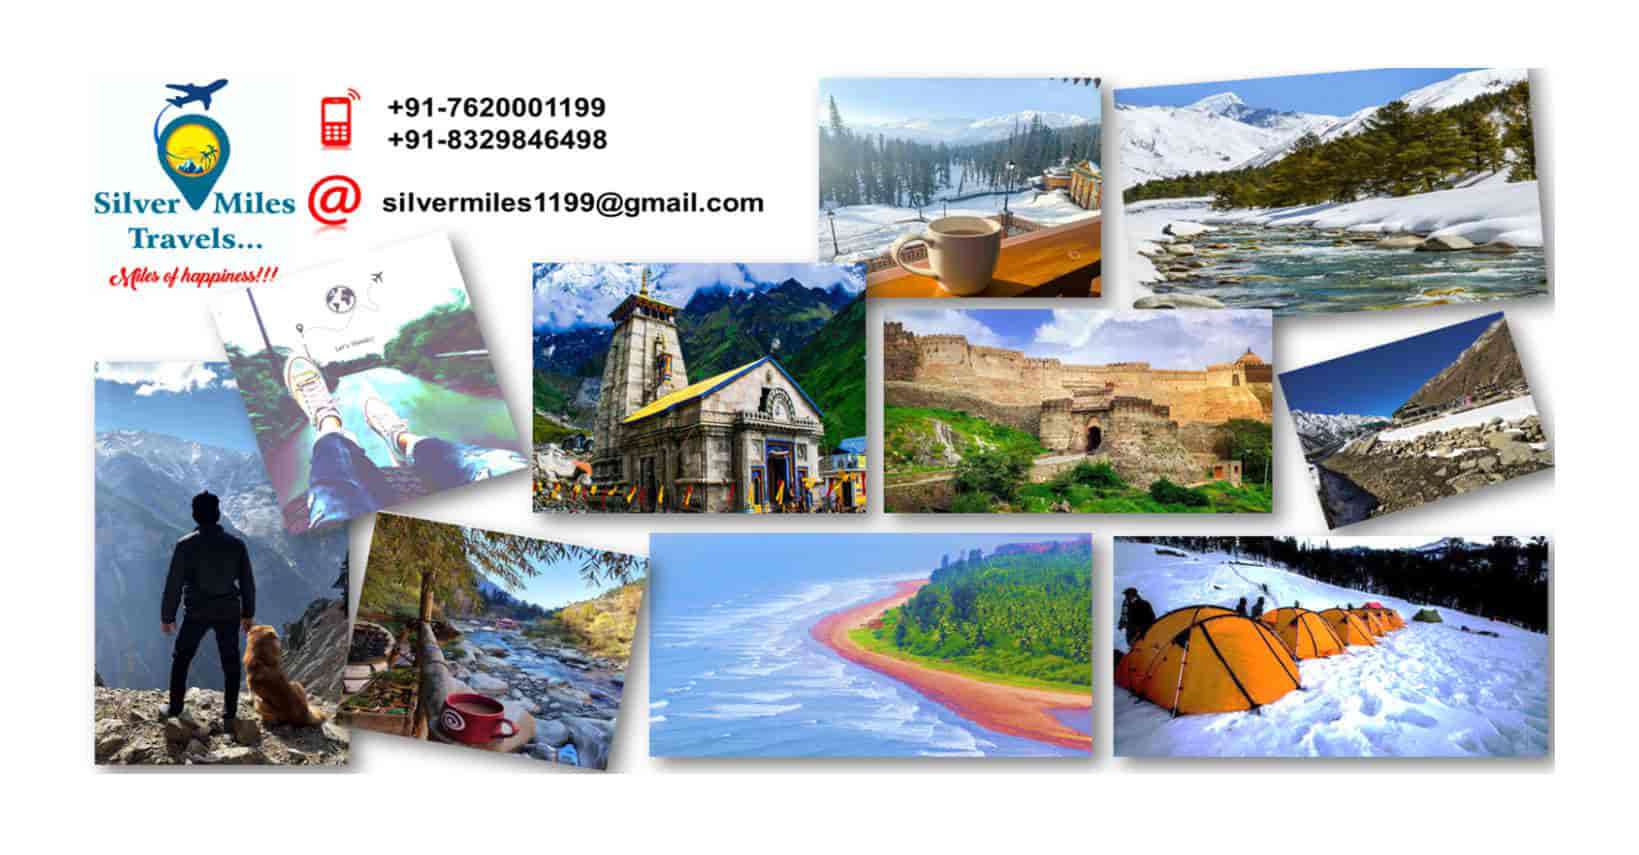 +91-7620001199
+91-8329846498
silvermiles1199@gmail.com
Silver Miles
Travels...
Miles of happiness!!!